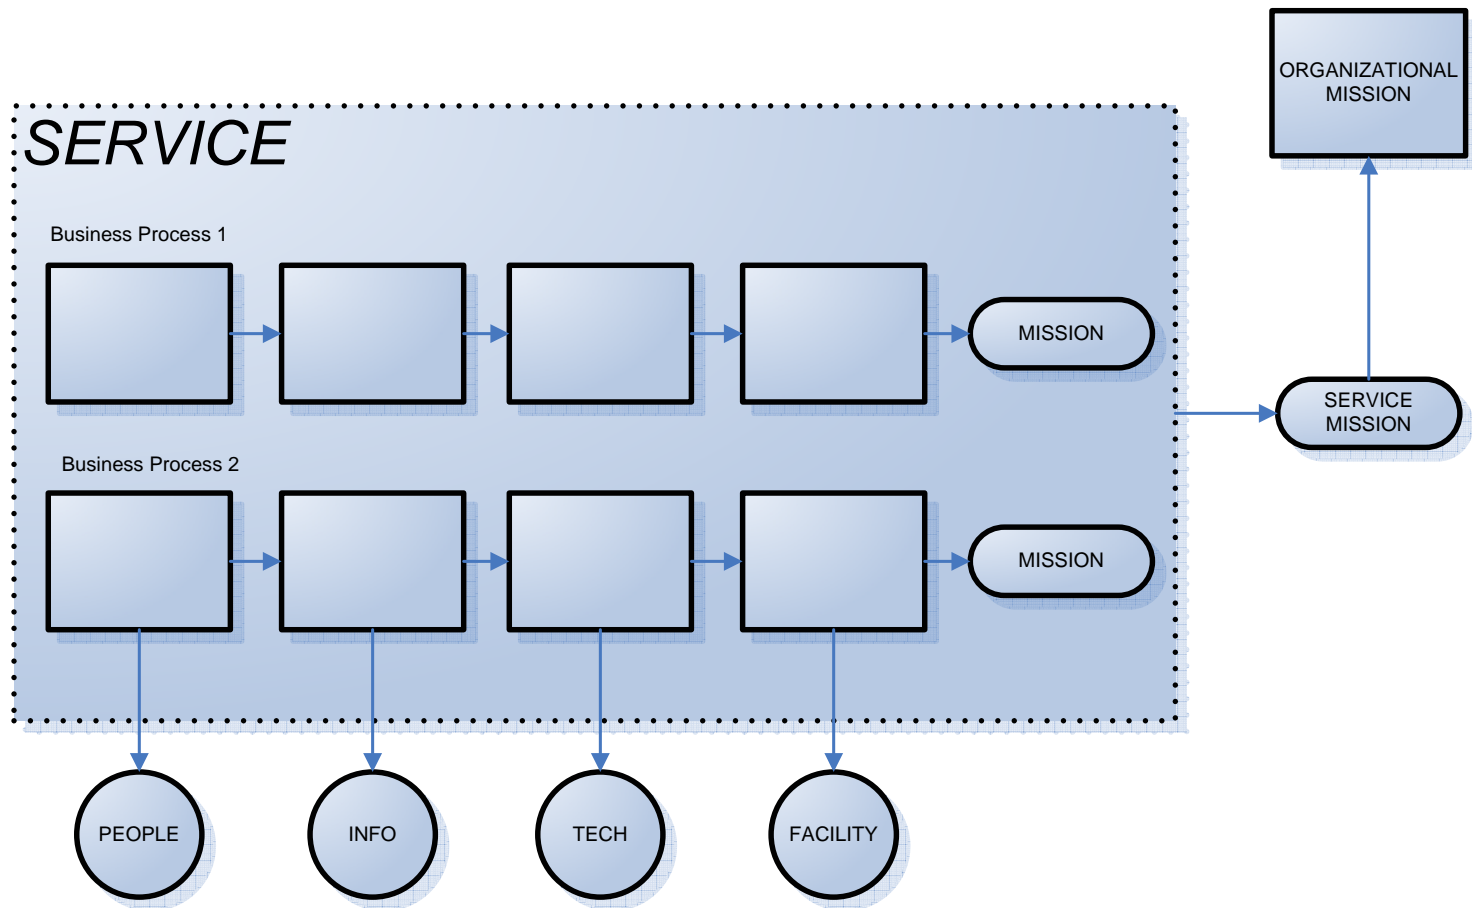 ORGANIZATIONAL
MISSION
SERVICE
Business Process 1
MISSION
SERVICE
MISSION
Business Process 2
MISSION
PEOPLE
INFO
TECH
FACILITY